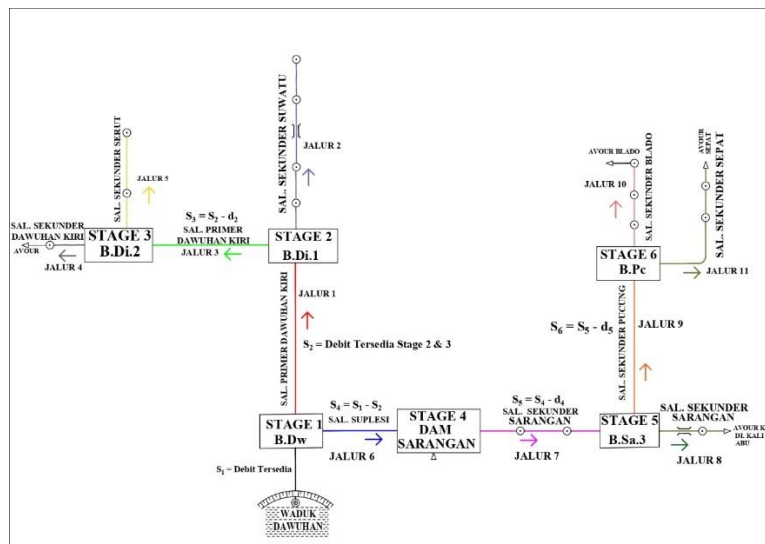 SAL. SEKUNDER SERUT
JALUR 5
SAL. SEKUNDER SUWATU
JALUR 2
AVOUR BLADO
JALUR 10
SAL. SEKUNDER BLADO
AVOUR
SEPAT
SAL. SEKUNDER SEPAT
JALUR 11
SAL. SEKUNDER
DAWUHAN KIRI
AVOUR
JALUR 4
STAGE 3
B.Di.2
S3 = S2 - d2
SAL. PRIMER
DAWUHAN KIRI
JALUR 3
STAGE 2
B.Di.1
STAGE 6
B.Pc
SAL. PRIMER DAWUHAN KIRI
JALUR 1
S2 = Debit Tersedia Stage 2 & 3
S6 = S5 - d5
SAL. SEKUNDER PUCUNG
JALUR 9
STAGE 1
B.Dw
S4 = S1 - S2
SAL. SUPLESI
JALUR 6
STAGE 4
DAM
SARANGAN
S5 = S4 - d4
SAL. SEKUNDER
SARANGAN
JALUR 7
STAGE 5
B.Sa.3
SAL. SEKUNDER
SARANGAN
JALUR 8
AVOUR K
DI. KALI
ABU
S1 = Debit Tersedia
WADUK
DAWUHAN